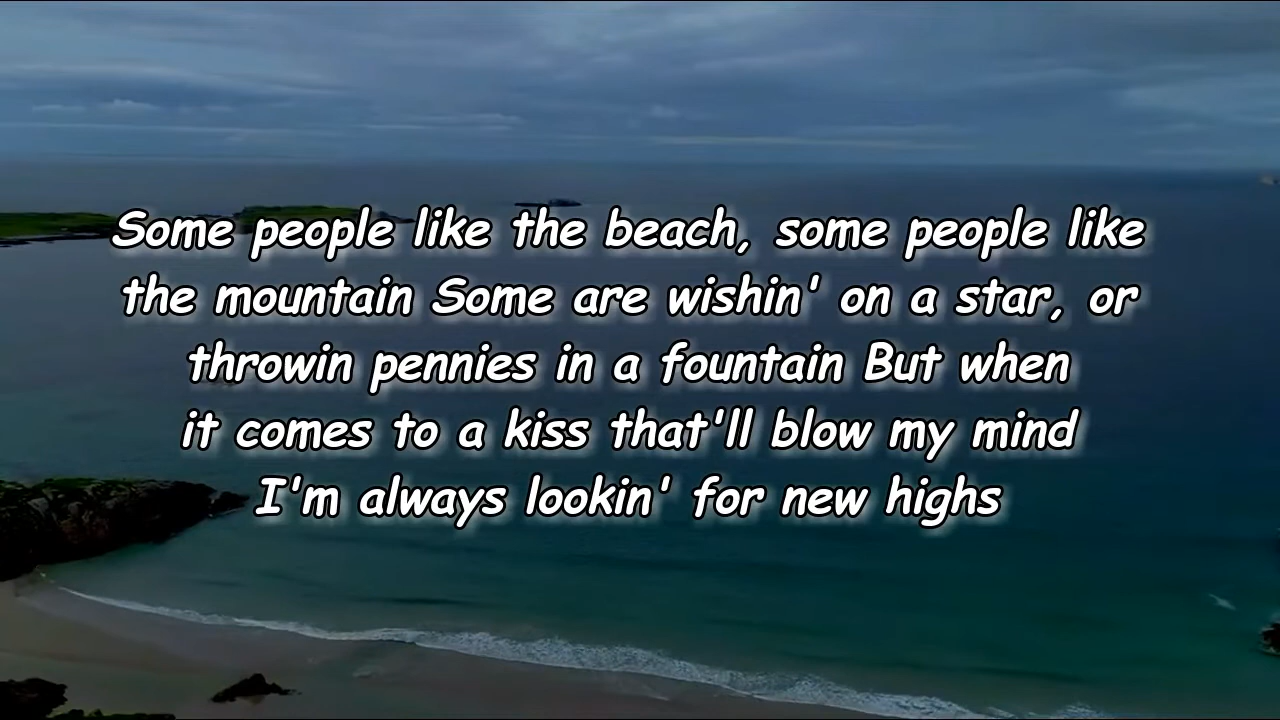 Some people like the beach, some people like
the mountain Some are wishin' on a star, or
throwin pennies in a fountain But when
it comes to a kiss that'll blow my mind
I'm always lookin' for new highs